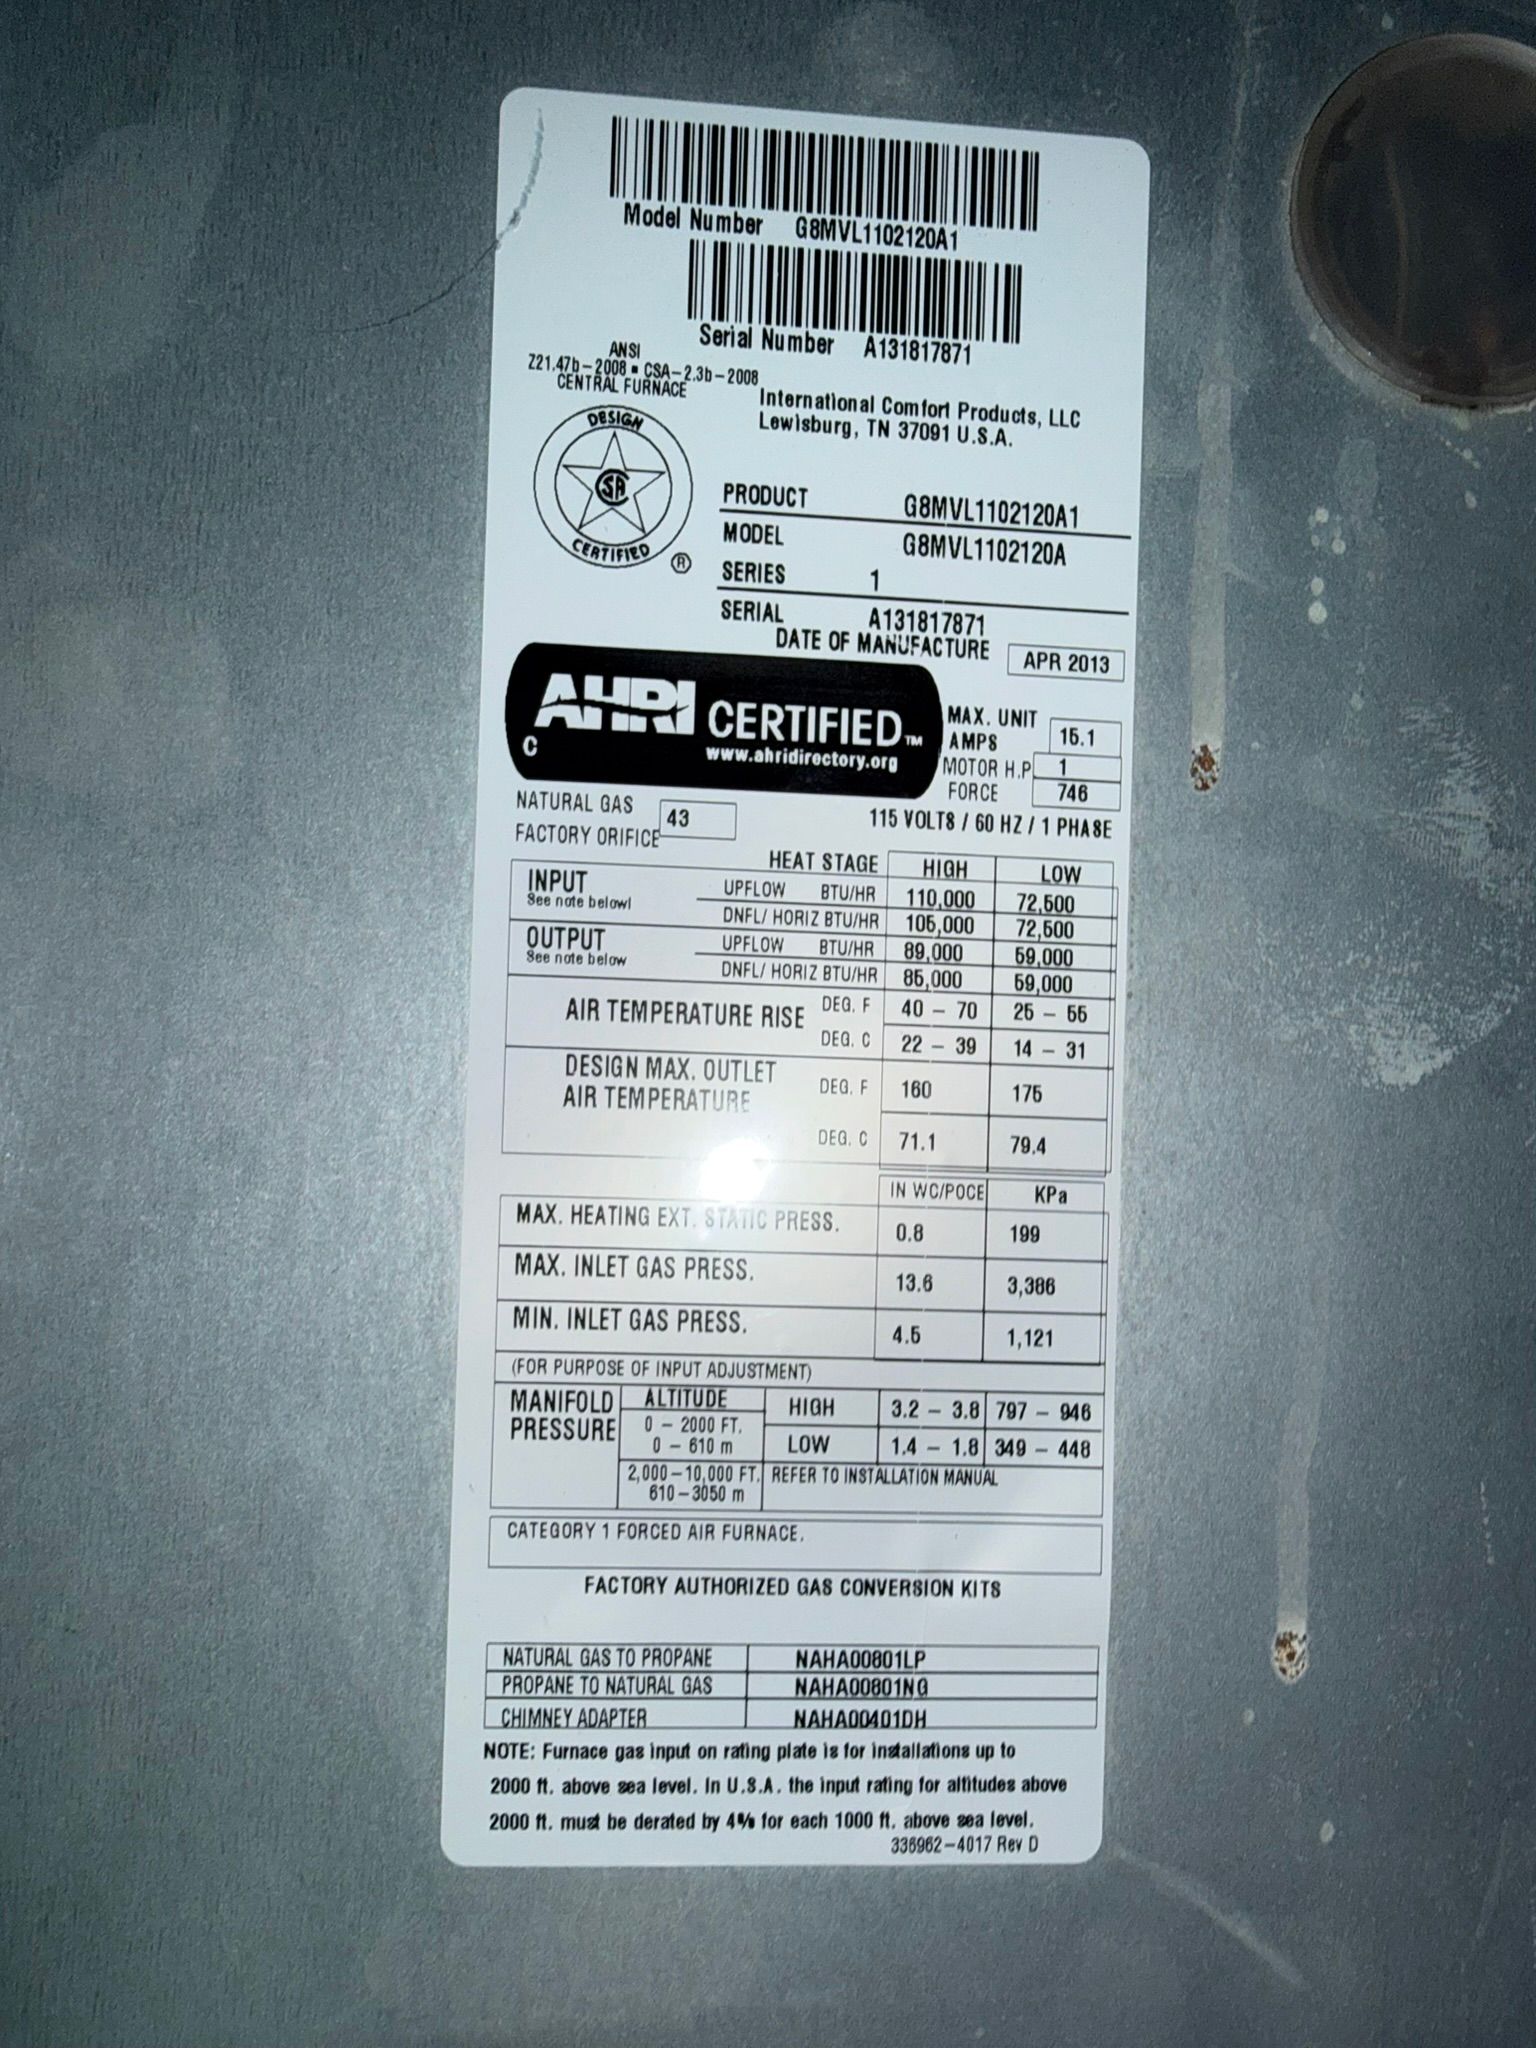 Model Number G8MVL1102120A1
Serial Number A131817871
ANSI
Z21.47b-2008 ▪ CSA-2.3b-2008
CENTRAL FURNACE
International Comfort Products, LLC
Lewisburg, TN 37091 U.S.A.
DESIGN
SA
CERTIFIED
®
PRODUCT G8MVL1102120A1
MODEL G8MVL1102120A
SERIES 1
SERIAL A131817871
DATE OF MANUFACTURE APR 2013
AHRI CERTIFIED™
C
www.ahridirectory.org
MAX. UNIT
AMPS 15.1
MOTOR H.P 1
FORCE 746
NATURAL GAS
FACTORY ORIFICE 43
115 VOLTS / 60 HZ / 1 PHASE
HEAT STAGE HIGH LOW
INPUT UPFLOW BTU/HR 110,000 72,500
See note belowl DNFL/ HORIZ BTU/HR 105,000 72,500
OUTPUT UPFLOW BTU/HR 89,000 59,000
See note below DNFL/ HORIZ BTU/HR 85,000 59,000
AIR TEMPERATURE RISE DEG. F 40 - 70 25 - 55
DEG. C 22 - 39 14 - 31
DESIGN MAX. OUTLET
AIR TEMPERATURE DEG. F 160 175
DEG. C 71.1 79.4
IN WC/POCE KPa
MAX. HEATING EXT. STATIC PRESS. 0.8 199
MAX. INLET GAS PRESS. 13.6 3,386
MIN. INLET GAS PRESS. 4.5 1,121
(FOR PURPOSE OF INPUT ADJUSTMENT)
MANIFOLD PRESSURE ALTITUDE HIGH 3.2 - 3.8 797 - 946
0 - 2000 FT.
0 - 610 m LOW 1.4 - 1.8 349 - 448
2,000-10,000 FT. REFER TO INSTALLATION MANUAL
610-3050 m
CATEGORY 1 FORCED AIR FURNACE.
FACTORY AUTHORIZED GAS CONVERSION KITS
NATURAL GAS TO PROPANE NAHA00801LP
PROPANE TO NATURAL GAS NAHA00801NG
CHIMNEY ADAPTER NAHA00401DH
NOTE: Furnace gas input on rating plate is for installations up to
2000 ft. above sea level. In U.S.A. the input rating for altitudes above
2000 ft. must be derated by 4% for each 1000 ft. above sea level.
336962-4017 Rev D